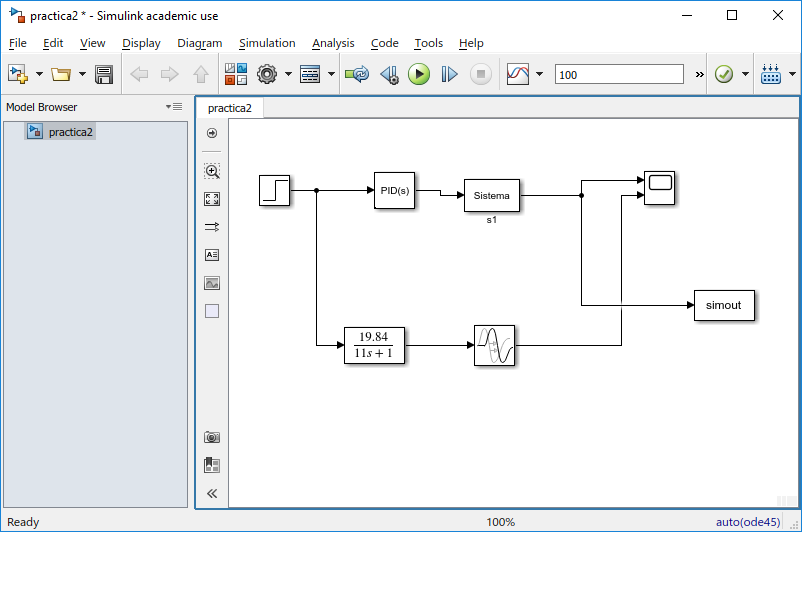 practica2 * - Simulink academic use
File Edit View Display Diagram Simulation Analysis Code Tools Help
100
»
Model Browser
practica2
practica2
PID(s)
Sistema
s1
simout
19.84
11s + 1
Ready
100%
auto(ode45)